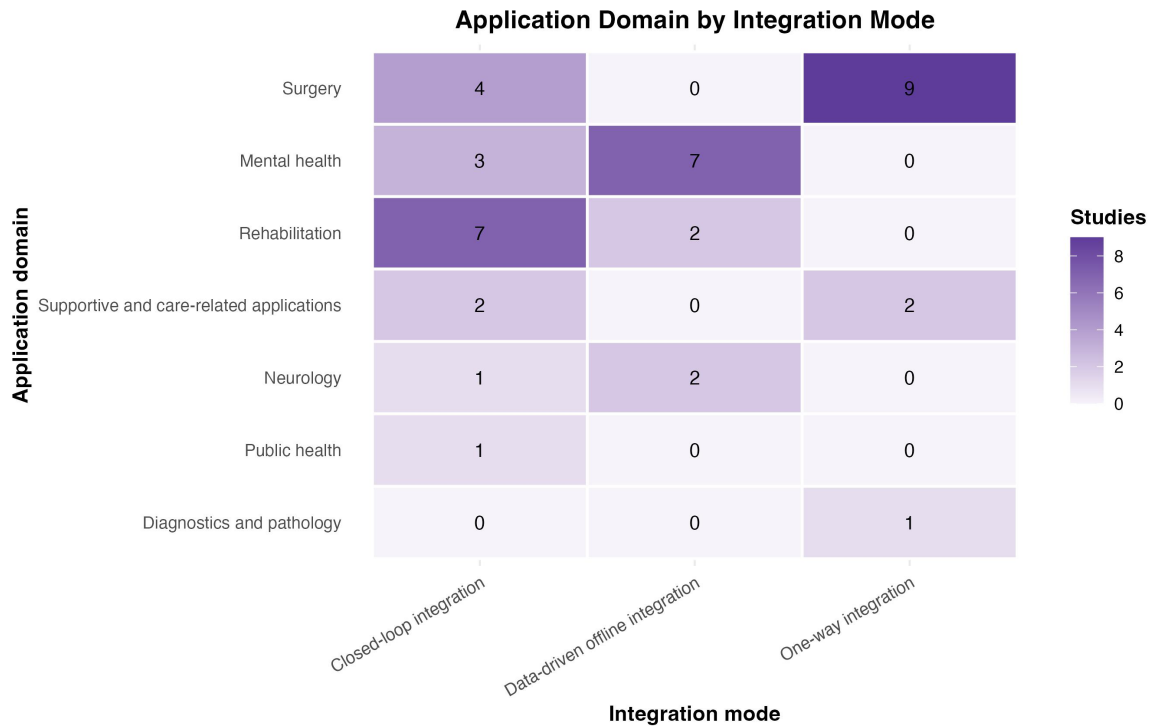 Application Domain by Integration Mode
Application domain
Surgery 4 0 9
Mental health 3 7 0
Rehabilitation 7 2 0
Supportive and care-related applications 2 0 2
Neurology 1 2 0
Public health 1 0 0
Diagnostics and pathology 0 0 1
Closed-loop integration
Data-driven offline integration
One-way integration
Integration mode
Studies
8
6
4
2
0